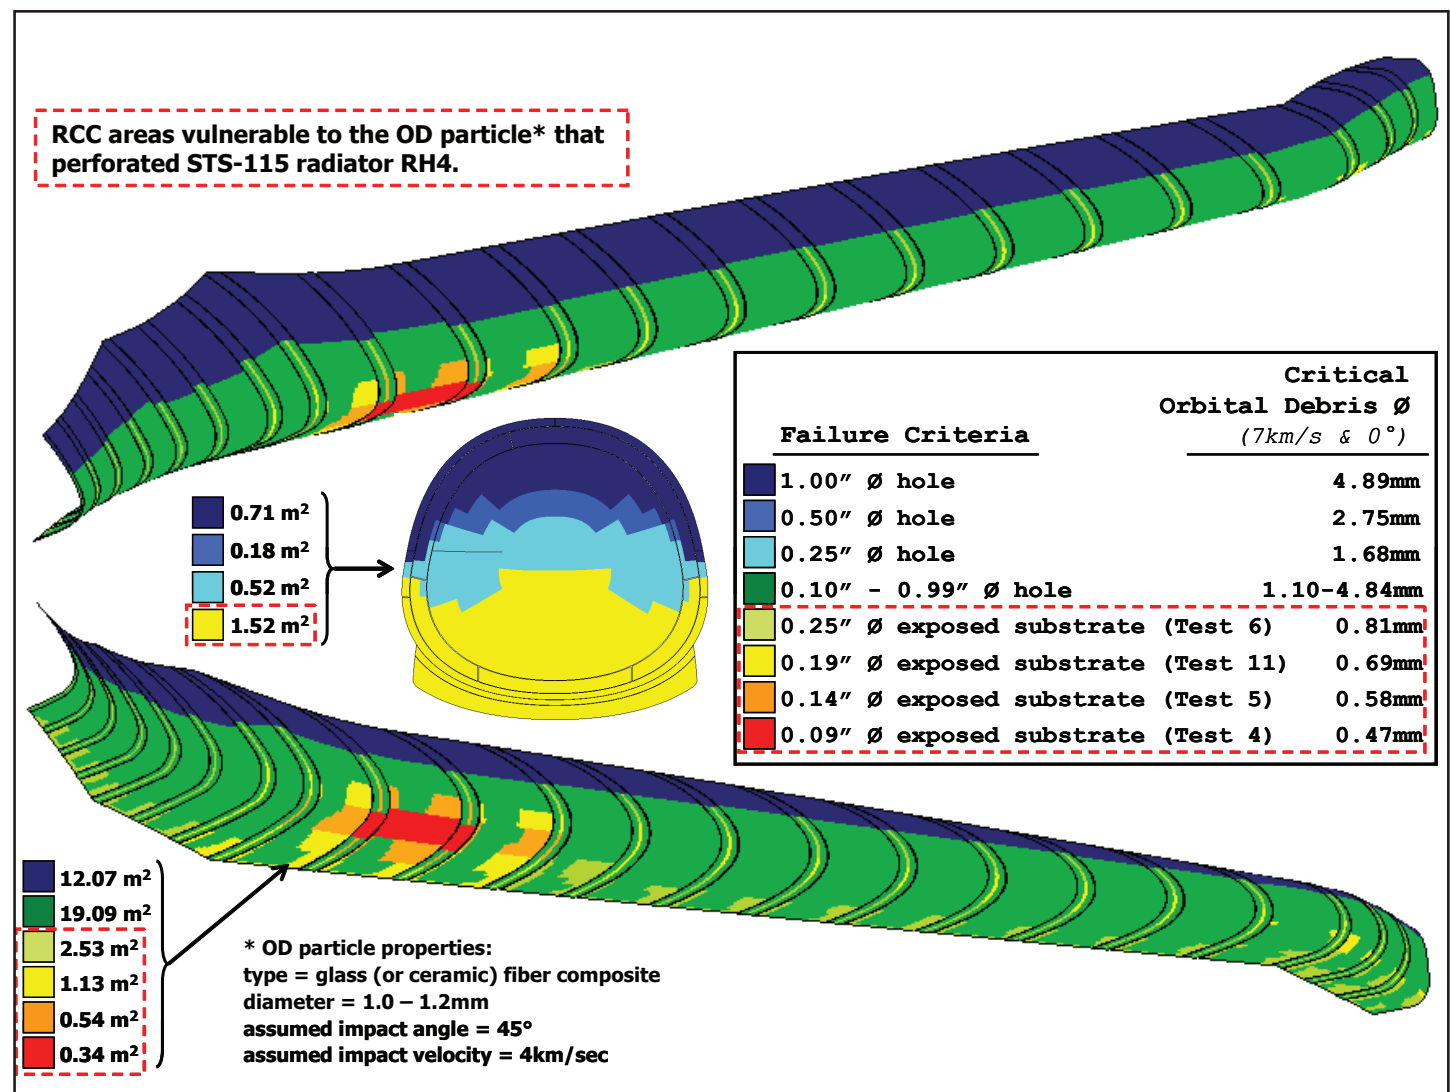 RCC areas vulnerable to the OD particle* that
perforated STS-115 radiator RH4.
Critical
Orbital Debris Ø
Failure Criteria (7km/s & 0°)
1.00″ Ø hole 4.89mm
0.50″ Ø hole 2.75mm
0.25″ Ø hole 1.68mm
0.10″ - 0.99″ Ø hole 1.10-4.84mm
0.25″ Ø exposed substrate (Test 6) 0.81mm
0.19″ Ø exposed substrate (Test 11) 0.69mm
0.14″ Ø exposed substrate (Test 5) 0.58mm
0.09″ Ø exposed substrate (Test 4) 0.47mm
0.71 m²
0.18 m²
0.52 m²
1.52 m²
12.07 m²
19.09 m²
2.53 m²
1.13 m²
0.54 m²
0.34 m²
* OD particle properties:
type = glass (or ceramic) fiber composite
diameter = 1.0 – 1.2mm
assumed impact angle = 45°
assumed impact velocity = 4km/sec